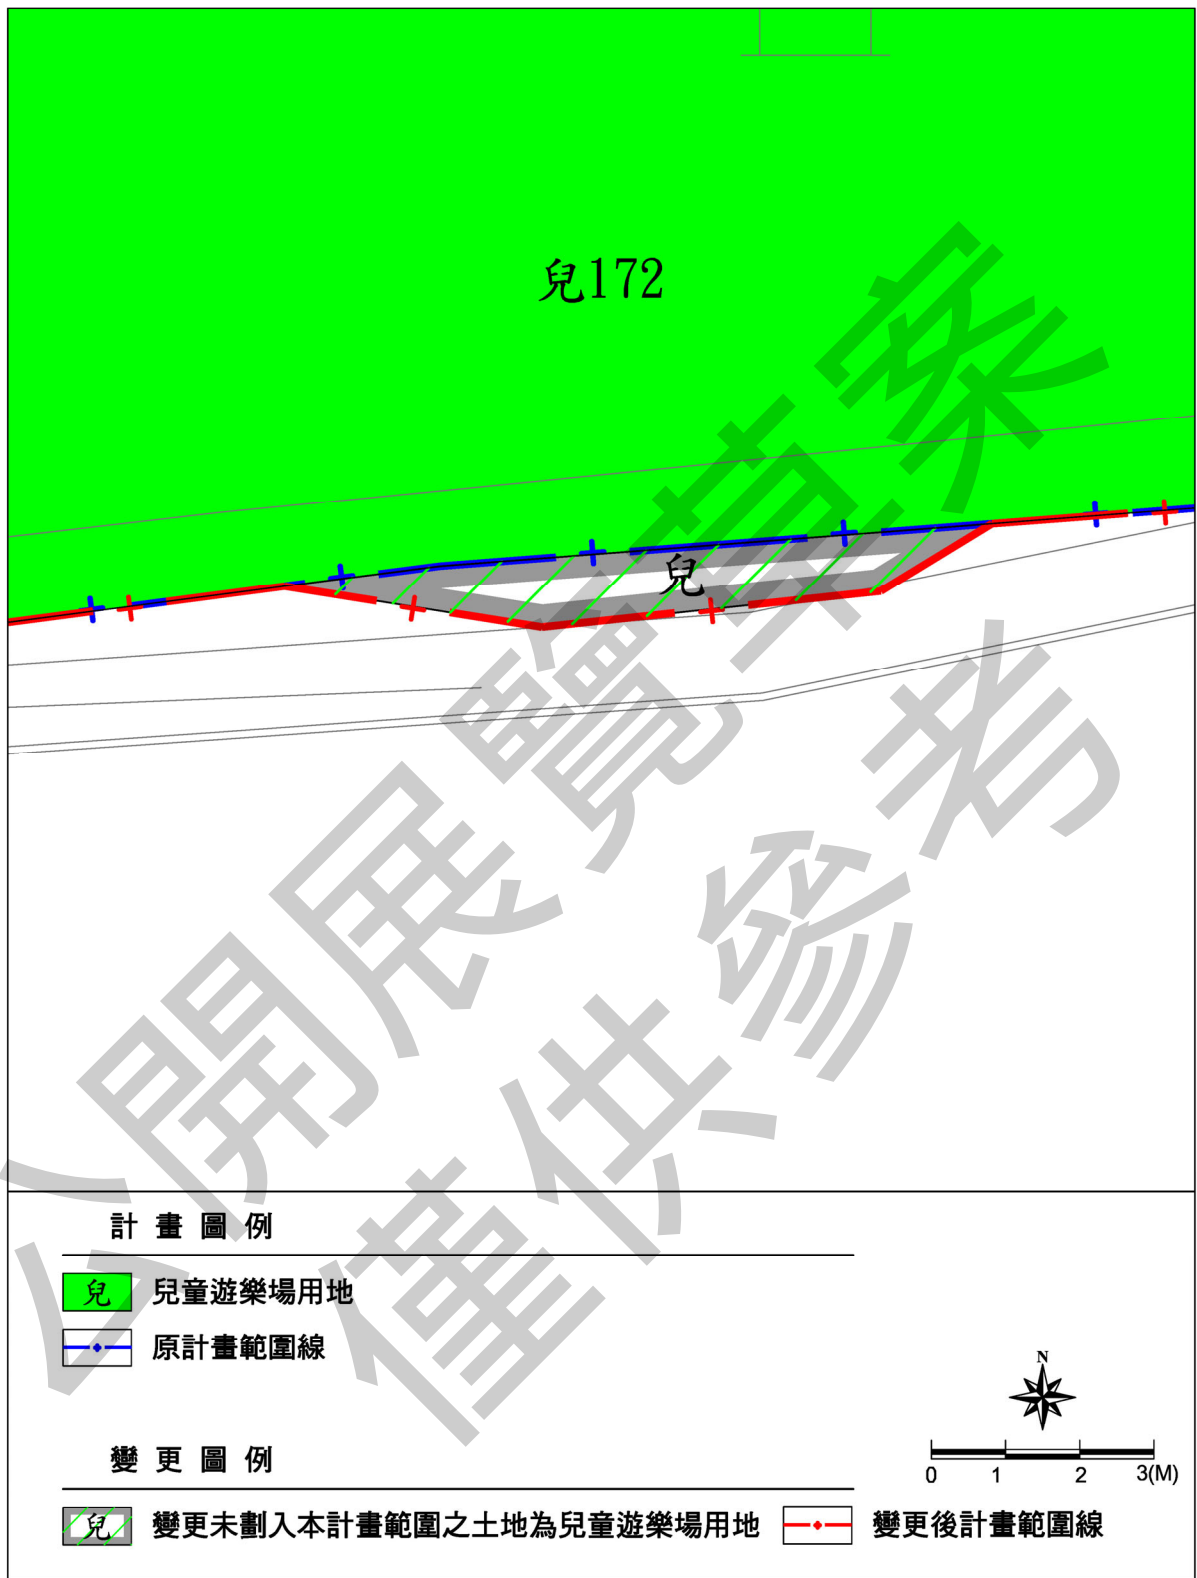 兒172
兒
計畫圖例
兒 兒童遊樂場用地
原計畫範圍線
變更圖例
兒 變更未劃入本計畫範圍之土地為兒童遊樂場用地 變更後計畫範圍線
N
0 1 2 3(M)
公開展覽草案
僅供參考